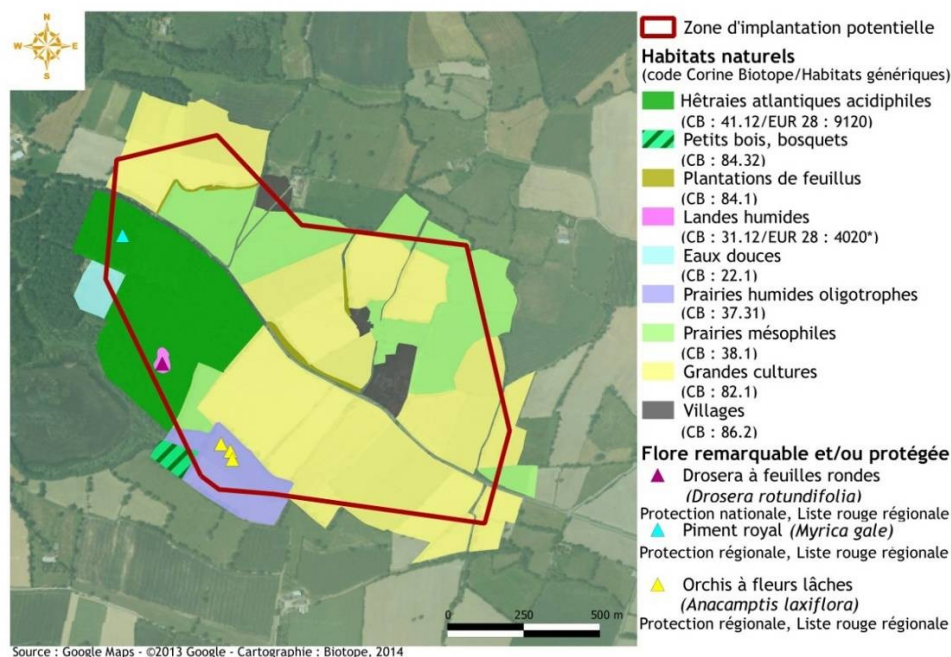 N
W E
S
Zone d'implantation potentielle
Habitats naturels
(code Corine Biotope/Habitats génériques)
Hêtraies atlantiques acidiphiles
(CB : 41.12/EUR 28 : 9120)
Petits bois, bosquets
(CB : 84.32)
Plantations de feuillus
(CB : 84.1)
Landes humides
(CB : 31.12/EUR 28 : 4020*)
Eaux douces
(CB : 22.1)
Prairies humides oligotrophes
(CB : 37.31)
Prairies mésophiles
(CB : 38.1)
Grandes cultures
(CB : 82.1)
Villages
(CB : 86.2)
Flore remarquable et/ou protégée
Drosera à feuilles rondes
(Drosera rotundifolia)
Protection nationale, Liste rouge régionale
Piment royal (Myrica gale)
Protection régionale, Liste rouge régionale
Orchis à fleurs lâches
(Anacamptis laxiflora)
Protection régionale, Liste rouge régionale
0 250 500 m
Source : Google Maps - ©2013 Google - Cartographie : Biotope, 2014